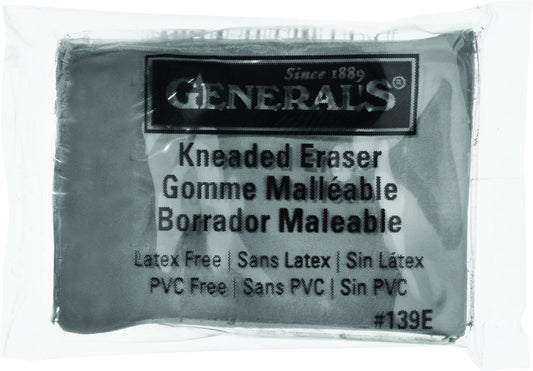 Since 1889
GENERAL'S®
Kneaded Eraser
Gomme Malléable
Borrador Maleable
Latex Free | Sans Latex | Sin Látex
PVC Free | Sans PVC | Sin PVC
#139E